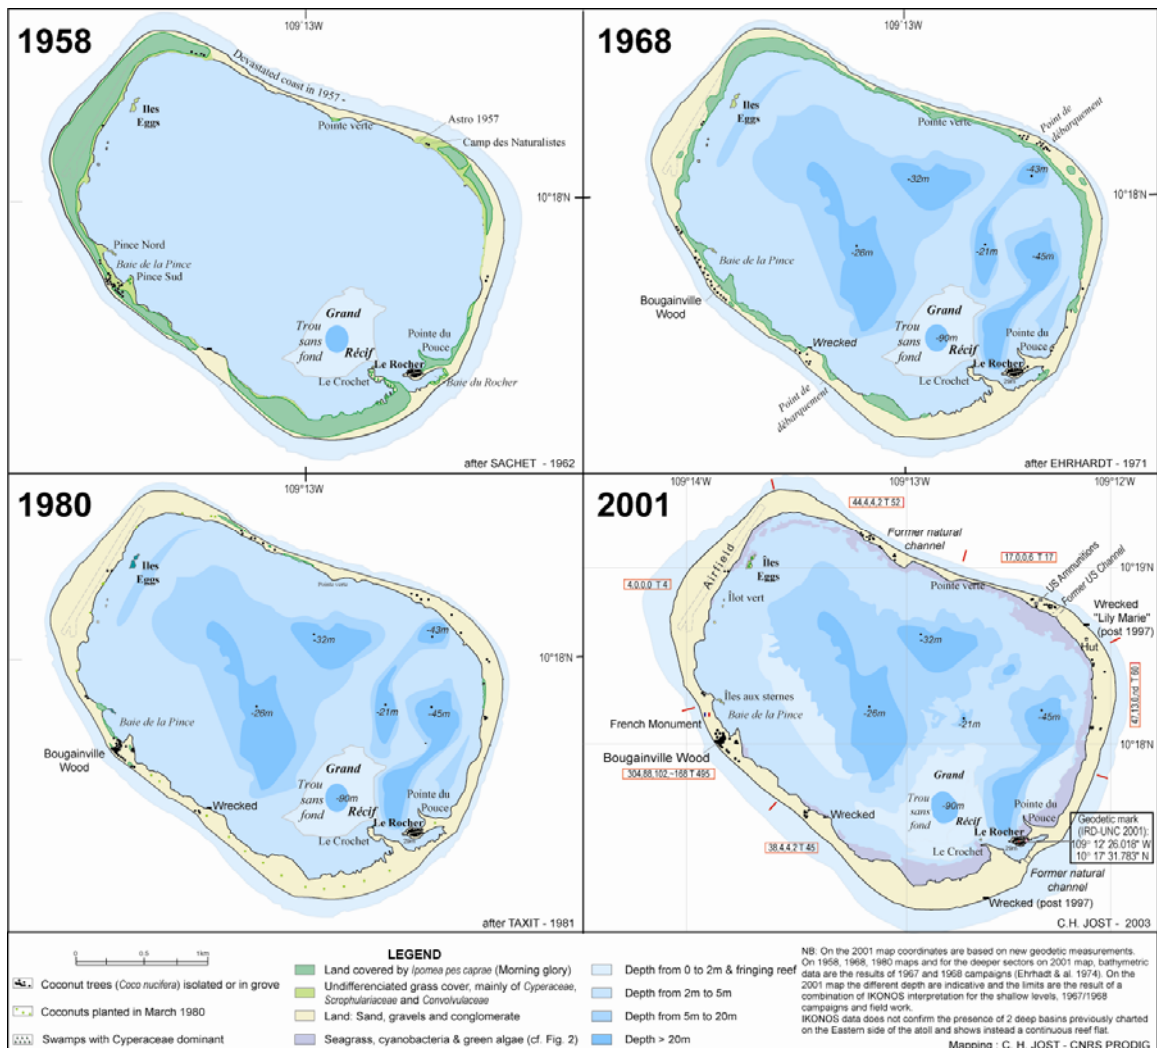 1958
109°13W
Devastated coast in 1957 -
Iles
Eggs
Pointe verte
Astro 1957
Camp des Naturalistes
10°18'N
Pince Nord
Baie de la Pince
Pince Sud
Grand
Trou
sans
fond
Récif
Pointe du
Pouce
Le Rocher
Le Crochet
Baie du Rocher
after SACHET - 1962
1968
109°13W
Iles
Eggs
Pointe verte
Point de
débarquement
-43m
-32m
10°18'N
Baie de la Pince
-26m
-21m
-45m
Bougainville
Wood
Grand
Wrecked
Trou
sans
fond
-90m
Récif
Pointe du
Pouce
Le Rocher
29m
Le Crochet
Point de
débarquement
after EHRHARDT - 1971
1980
109°13W
Iles
Eggs
Pointe verte
-43m
-32m
10°18'N
Baie de la Pince
-26m
-21m
-45m
Bougainville
Wood
Grand
Wrecked
Trou
sans
fond
-90m
Récif
Pointe du
Pouce
Le Rocher
29m
Le Crochet
after TAXIT - 1981
2001
109°14'W
109°13W
109°12W
44,4,4,2 T 52
Former natural
channel
17,0,0,6 T 17
Airfield
Îles
Eggs
US Ammunitions
Former US Channel
10°19N
4,0,0,0 T 4
Îlot vert
Pointe verte
Wrecked
"Lily Marie"
(post 1997)
Hut
-32m
47,13,6,nd T 60
Îles aux sternes
French Monument
Baie de la Pince
-26m
-21m
-45m
10°18N
Bougainville Wood
304,88,102,~168 T 495
Grand
Trou
sans
fond
-90m
Récif
Wrecked
Pointe du
Pouce
Le Rocher
29m
38,4,4,2 T 45
Le Crochet
Geodetic mark
(IRD-UNC 2001):
109° 12' 26.018" W
10° 17' 31.783" N
Former natural
channel
Wrecked (post 1997)
C.H. JOST - 2003
0 0.5 1km
Coconut trees (Coco nucifera) isolated or in grove
Coconuts planted in March 1980
Swamps with Cyperaceae dominant
LEGEND
Land covered by Ipomea pes caprae (Morning glory)
Undifferenciated grass cover, mainly of Cyperaceae,
Scrophulariaceae and Convolvulaceae
Land: Sand, gravels and conglomerate
Seagrass, cyanobacteria & green algae (cf. Fig. 2)
Depth from 0 to 2m & fringing reef
Depth from 2m to 5m
Depth from 5m to 20m
Depth > 20m
NB: On the 2001 map coordinates are based on new geodetic measurements.
On 1958, 1968, 1980 maps and for the deeper sectors on 2001 map, bathymetric
data are the results of 1967 and 1968 campaigns (Ehrhadt & al. 1974). On the
2001 map the different depth are indicative and the limits are the result of a
combination of IKONOS interpretation for the shallow levels, 1967/1968
campaigns and field work.
IKONOS data does not confirm the presence of 2 deep basins previously charted
on the Eastern side of the atoll and shows instead a continuous reef flat.
Mapping : C. H. JOST - CNRS PRODIG